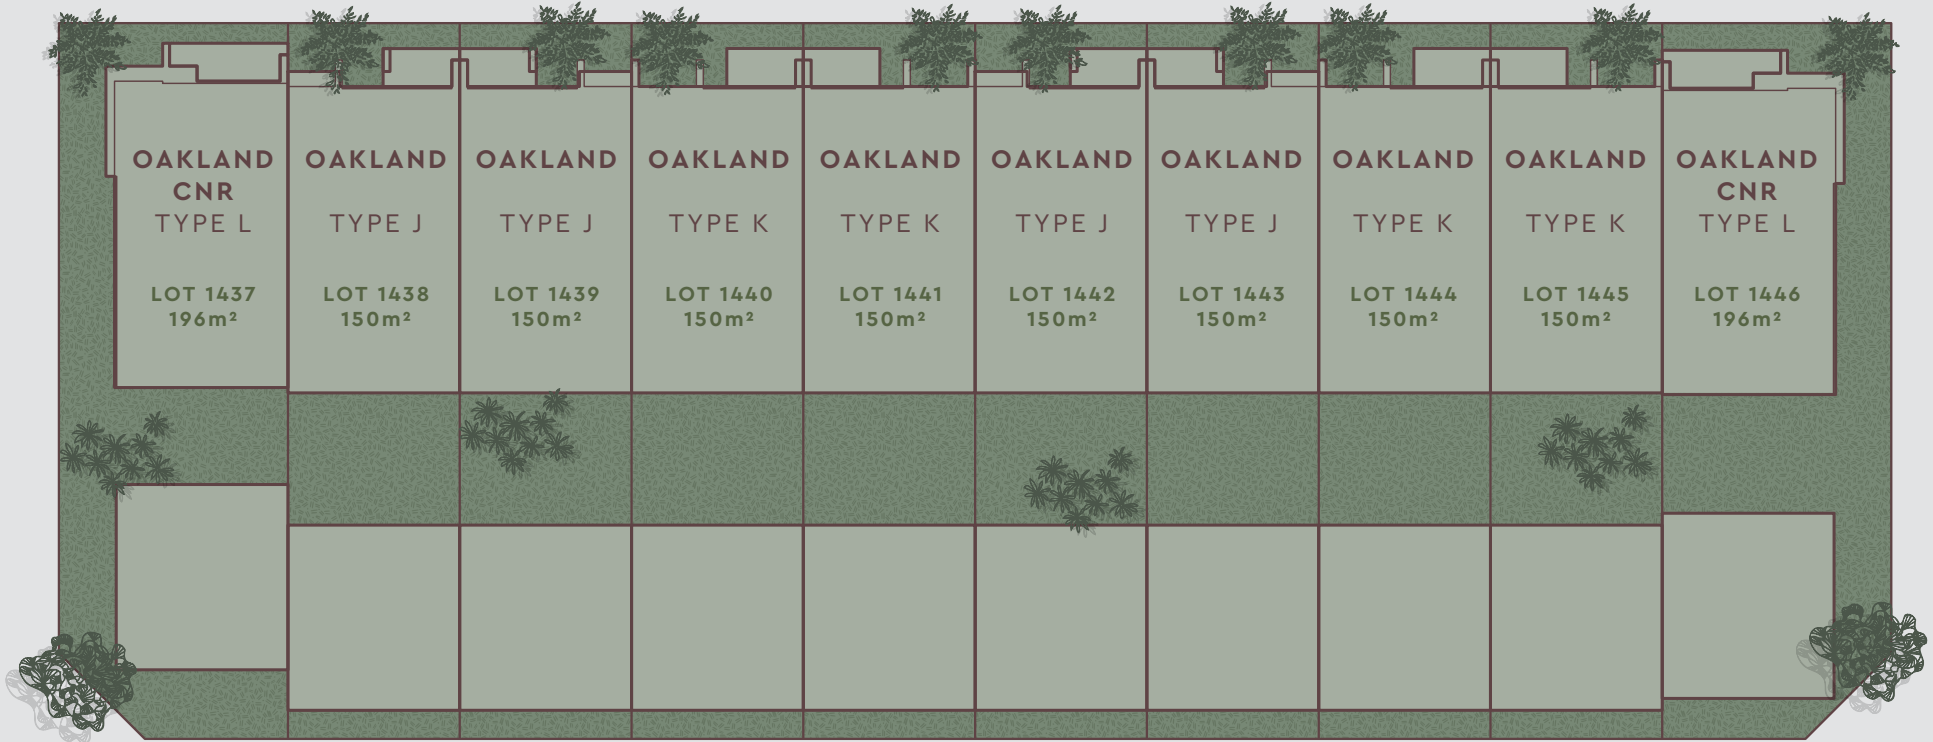 OAKLAND
CNR
TYPE L
LOT 1437
196m²
OAKLAND
TYPE J
LOT 1438
150m²
OAKLAND
TYPE J
LOT 1439
150m²
OAKLAND
TYPE K
LOT 1440
150m²
OAKLAND
TYPE K
LOT 1441
150m²
OAKLAND
TYPE J
LOT 1442
150m²
OAKLAND
TYPE J
LOT 1443
150m²
OAKLAND
TYPE K
LOT 1444
150m²
OAKLAND
TYPE K
LOT 1445
150m²
OAKLAND
CNR
TYPE L
LOT 1446
196m²